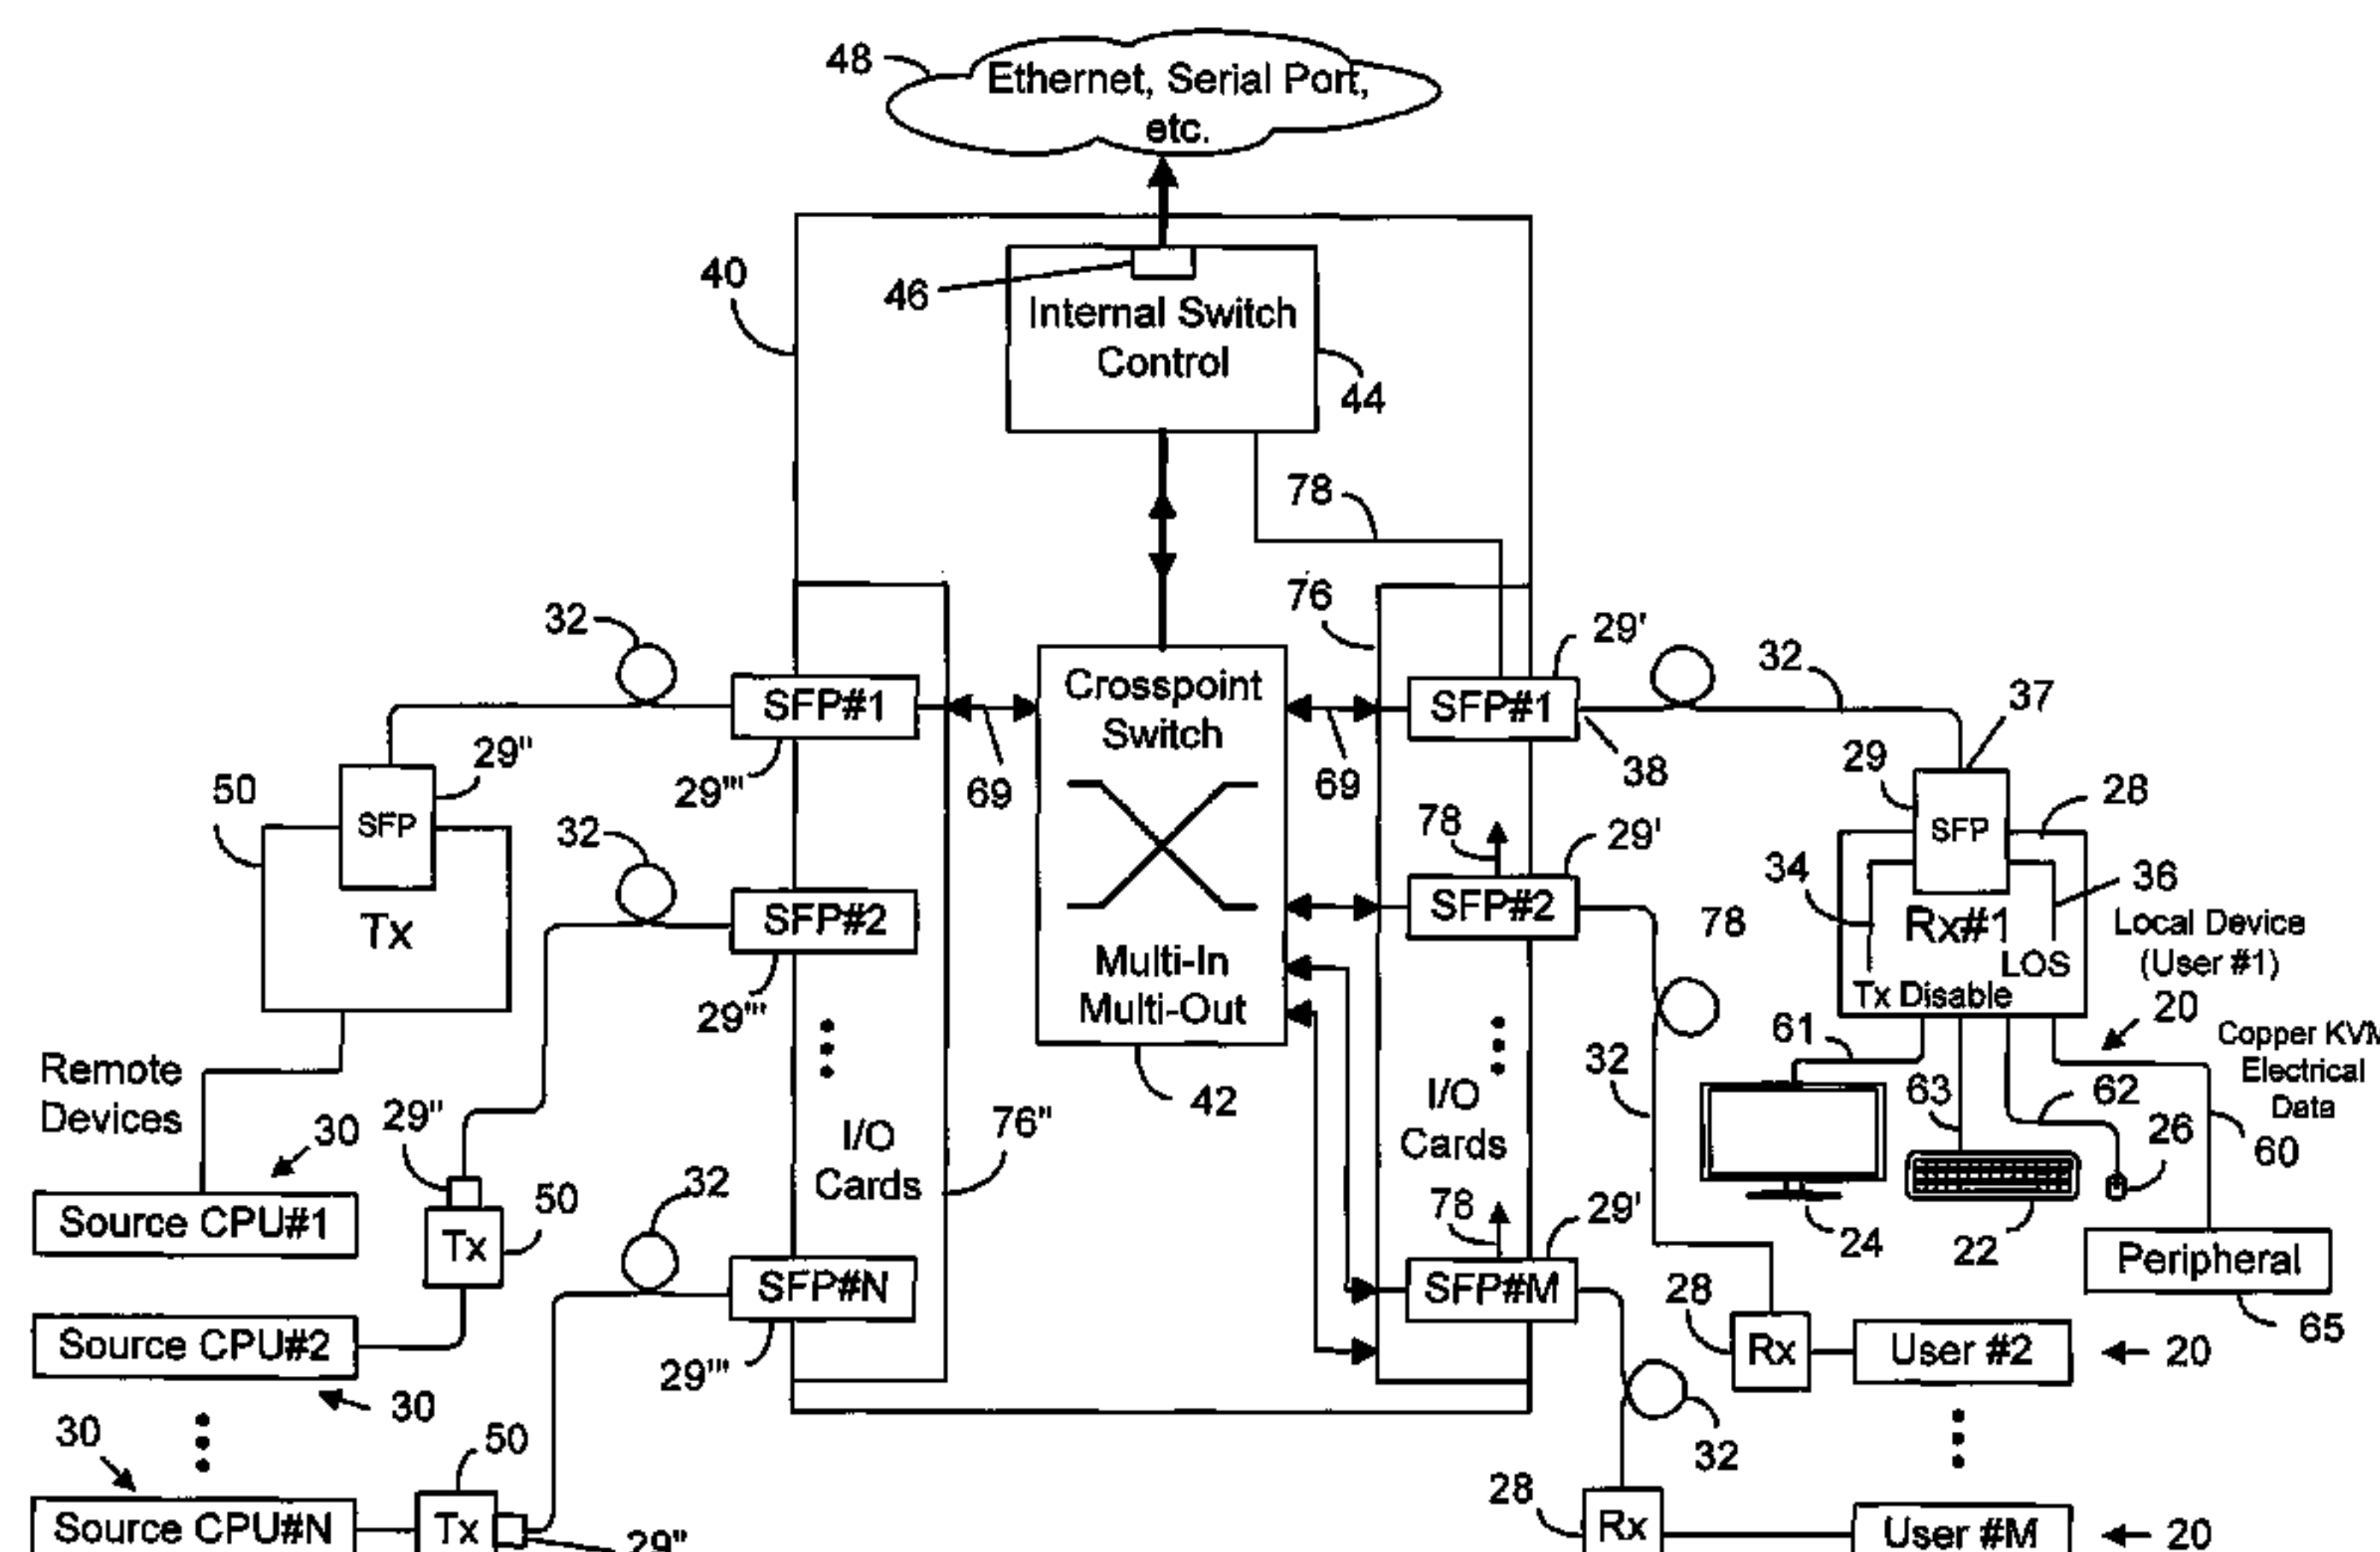 48
Ethernet, Serial Port,
etc.
40
46
Internal Switch
Control
44
78
76
32
SFP#1
29'''
69
Crosspoint
Switch
Multi-In
Multi-Out
42
69
SFP#1
29'
38
32
37
29
SFP
28
34
36
Rx#1
LOS
Tx Disable
Local Device
(User #1)
20
50
29"
SFP
Tx
32
SFP#2
29'''
78
29'
SFP#2
78
32
61
63
62
26
Copper KVM
Electrical
Data
60
24
22
Peripheral
65
Remote
Devices
30
Source CPU#1
29"
50
Tx
Source CPU#2
30
I/O
Cards
76"
32
SFP#N
29'''
I/O
Cards
78
29'
SFP#M
32
28
Rx
User #2
20
30
50
Source CPU#N
Tx
29"
28
Rx
User #M
20